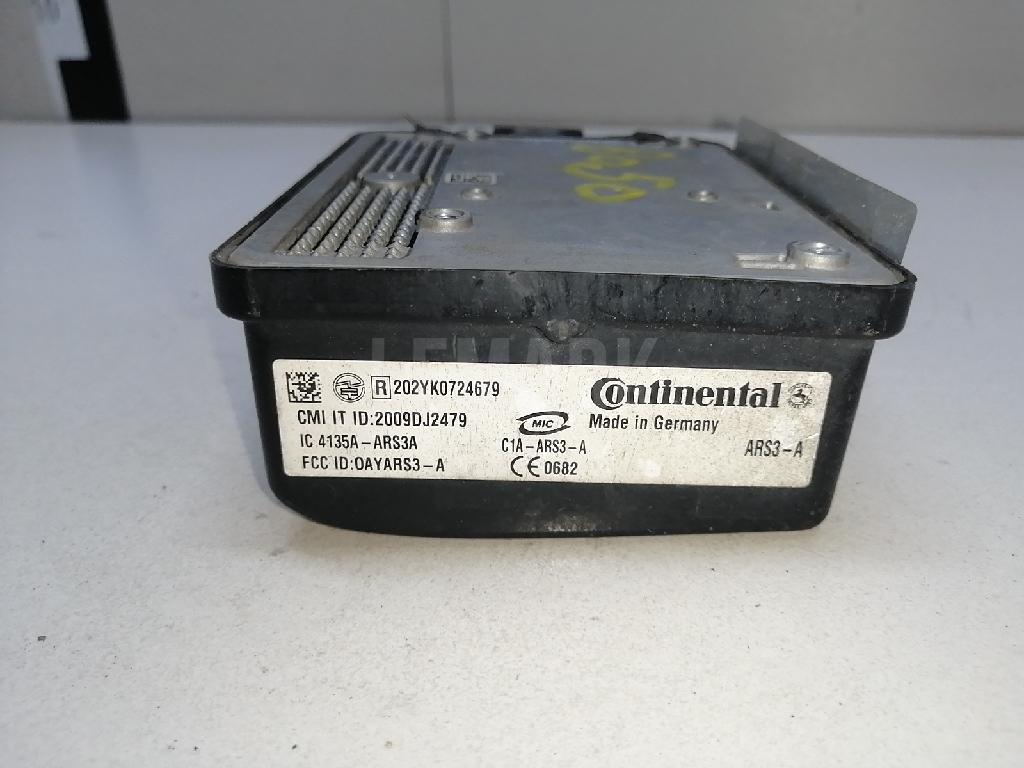 LEMARK
R 202YK0724679
CMI IT ID:2009DJ2479
IC 4135A-ARS3A
FCC ID:OAYARS3-A
MIC
C1A-ARS3-A
CE 0682
Continental
Made in Germany
ARS3-A